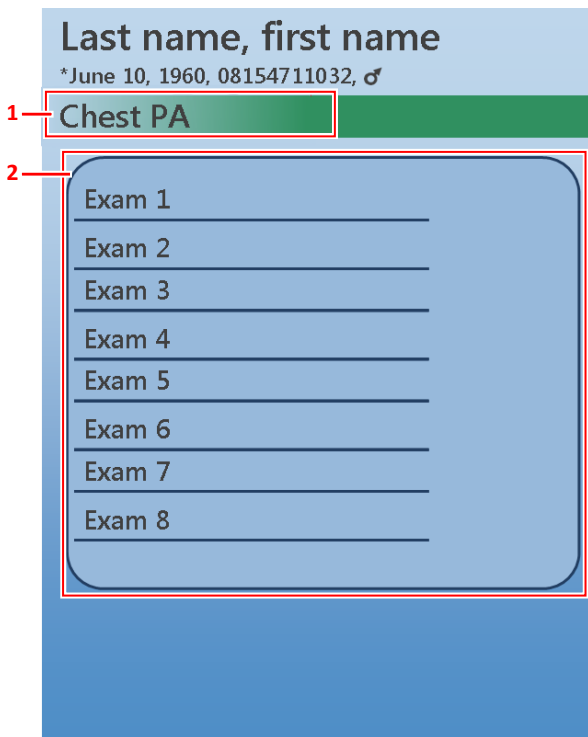 Last name, first name
*June 10, 1960, 08154711032, ♂
1 Chest PA
2
Exam 1
Exam 2
Exam 3
Exam 4
Exam 5
Exam 6
Exam 7
Exam 8